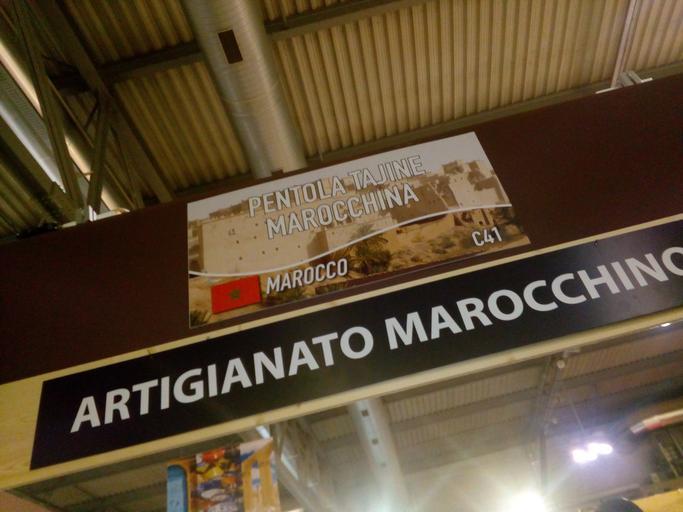 PENTOLA TAJINE
MAROCCHINA
MAROCCO
C41
ARTIGIANATO MAROCCHINO